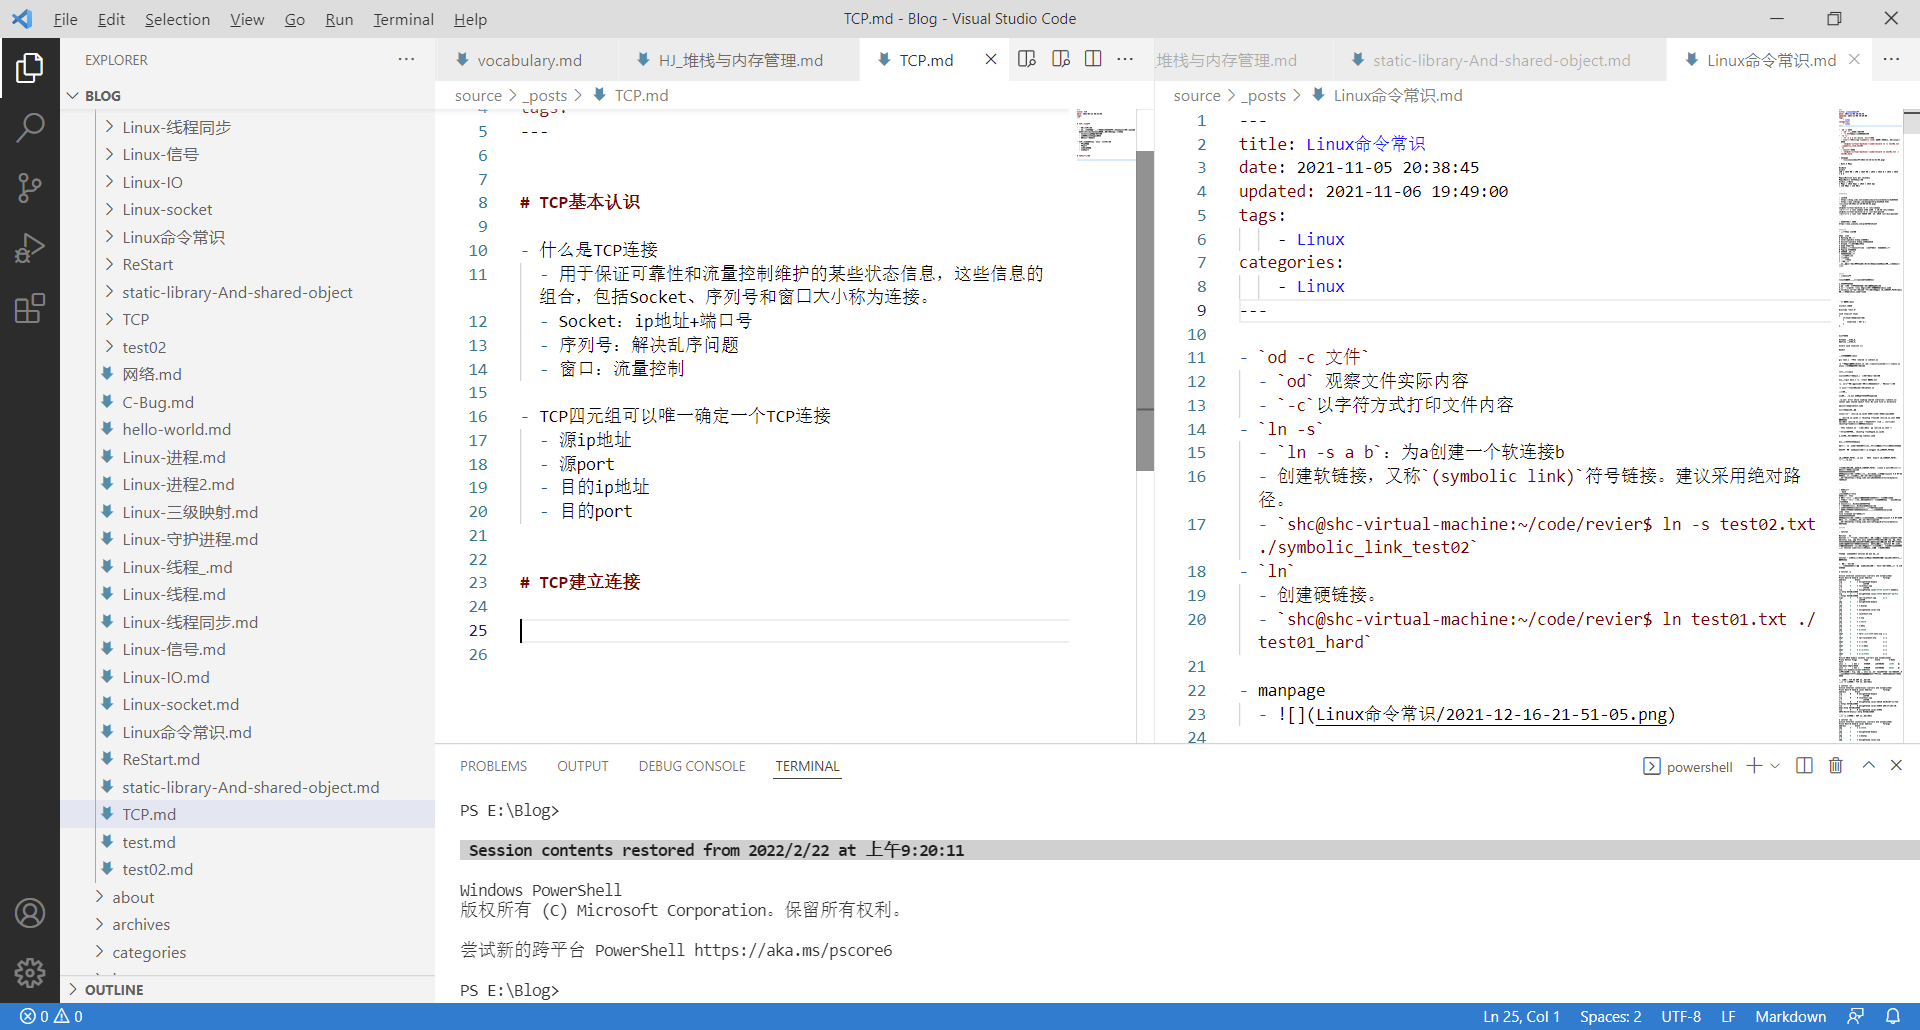 File Edit Selection View Go Run Terminal Help
TCP.md - Blog - Visual Studio Code
EXPLORER
BLOG
Linux-线程同步
Linux-信号
Linux-IO
Linux-socket
Linux命令常识
ReStart
static-library-And-shared-object
TCP
test02
网络.md
C-Bug.md
hello-world.md
Linux-进程.md
Linux-进程2.md
Linux-三级映射.md
Linux-守护进程.md
Linux-线程_.md
Linux-线程.md
Linux-线程同步.md
Linux-信号.md
Linux-IO.md
Linux-socket.md
Linux命令常识.md
ReStart.md
static-library-And-shared-object.md
TCP.md
test.md
test02.md
about
archives
categories
OUTLINE
vocabulary.md HJ_堆栈与内存管理.md TCP.md
source > _posts > TCP.md
4 tags:
5 ---
6
7
8 # TCP基本认识
9
10 - 什么是TCP连接
11 - 用于保证可靠性和流量控制维护的某些状态信息，这些信息的
组合，包括Socket、序列号和窗口大小称为连接。
12 - Socket：ip地址+端口号
13 - 序列号：解决乱序问题
14 - 窗口：流量控制
15
16 - TCP四元组可以唯一确定一个TCP连接
17 - 源ip地址
18 - 源port
19 - 目的ip地址
20 - 目的port
21
22
23 # TCP建立连接
24
25
26
堆栈与内存管理.md static-library-And-shared-object.md Linux命令常识.md
source > _posts > Linux命令常识.md
1 ---
2 title: Linux命令常识
3 date: 2021-11-05 20:38:45
4 updated: 2021-11-06 19:49:00
5 tags:
6 - Linux
7 categories:
8 - Linux
9 ---
10
11 - `od -c 文件`
12 - `od` 观察文件实际内容
13 - `-c`以字符方式打印文件内容
14 - `ln -s`
15 - `ln -s a b`：为a创建一个软连接b
16 - 创建软链接，又称`(symbolic link)`符号链接。建议采用绝对路
径。
17 - `shc@shc-virtual-machine:~/code/revier$ ln -s test02.txt
./symbolic_link_test02`
18 - `ln`
19 - 创建硬链接。
20 - `shc@shc-virtual-machine:~/code/revier$ ln test01.txt ./
test01_hard`
21
22 - manpage
23 - ![](Linux命令常识/2021-12-16-21-51-05.png)
24
PROBLEMS OUTPUT DEBUG CONSOLE TERMINAL
powershell
PS E:\Blog>
Session contents restored from 2022/2/22 at 上午9:20:11
Windows PowerShell
版权所有 (C) Microsoft Corporation。保留所有权利。
尝试新的跨平台 PowerShell https://aka.ms/pscore6
PS E:\Blog>
0 0
Ln 25, Col 1 Spaces: 2 UTF-8 LF Markdown